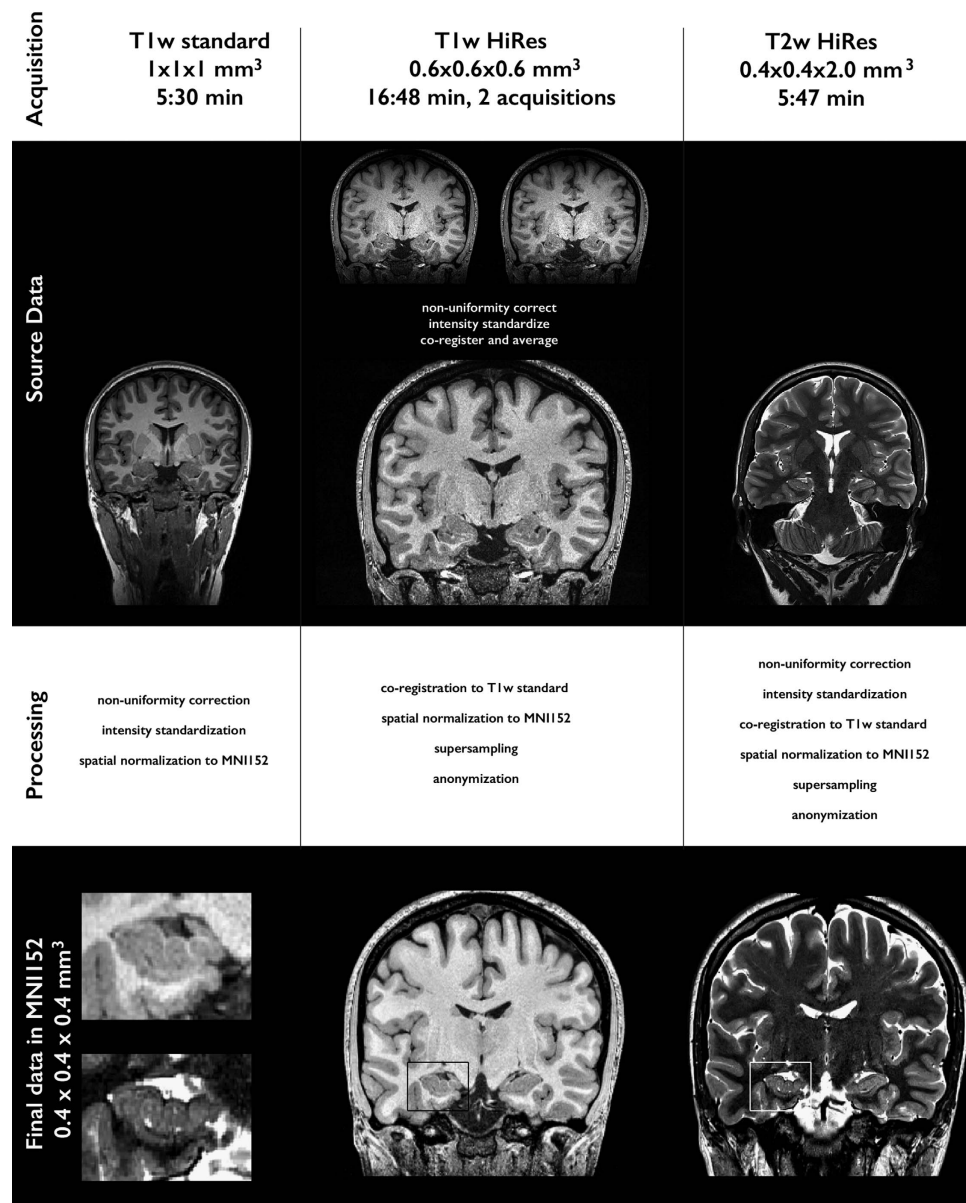 Acquisition
T1w standard
1x1x1 mm³
5:30 min
T1w HiRes
0.6x0.6x0.6 mm³
16:48 min, 2 acquisitions
T2w HiRes
0.4x0.4x2.0 mm³
5:47 min
Source Data
non-uniformity correct
intensity standardize
co-register and average
Processing
non-uniformity correction
intensity standardization
spatial normalization to MNI152
co-registration to T1w standard
spatial normalization to MNI152
supersampling
anonymization
non-uniformity correction
intensity standardization
co-registration to T1w standard
spatial normalization to MNI152
supersampling
anonymization
Final data in MNI152
0.4 x 0.4 x 0.4 mm³